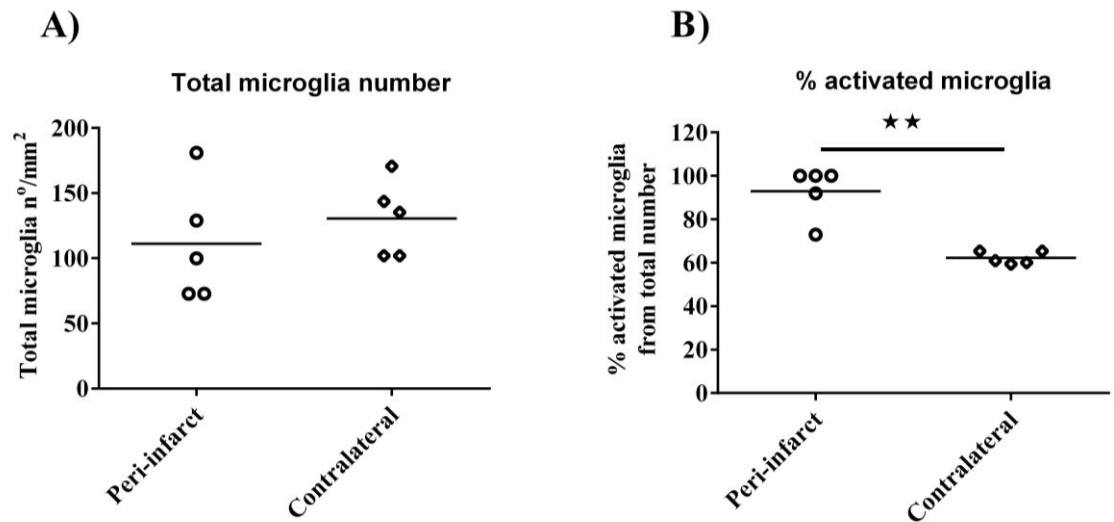 A)
Total microglia number
Total microglia nº/mm²
200
150
100
50
0
Peri-infarct
Contralateral
B)
% activated microglia
★★
% activated microglia
from total number
120
100
80
60
40
20
0
Peri-infarct
Contralateral